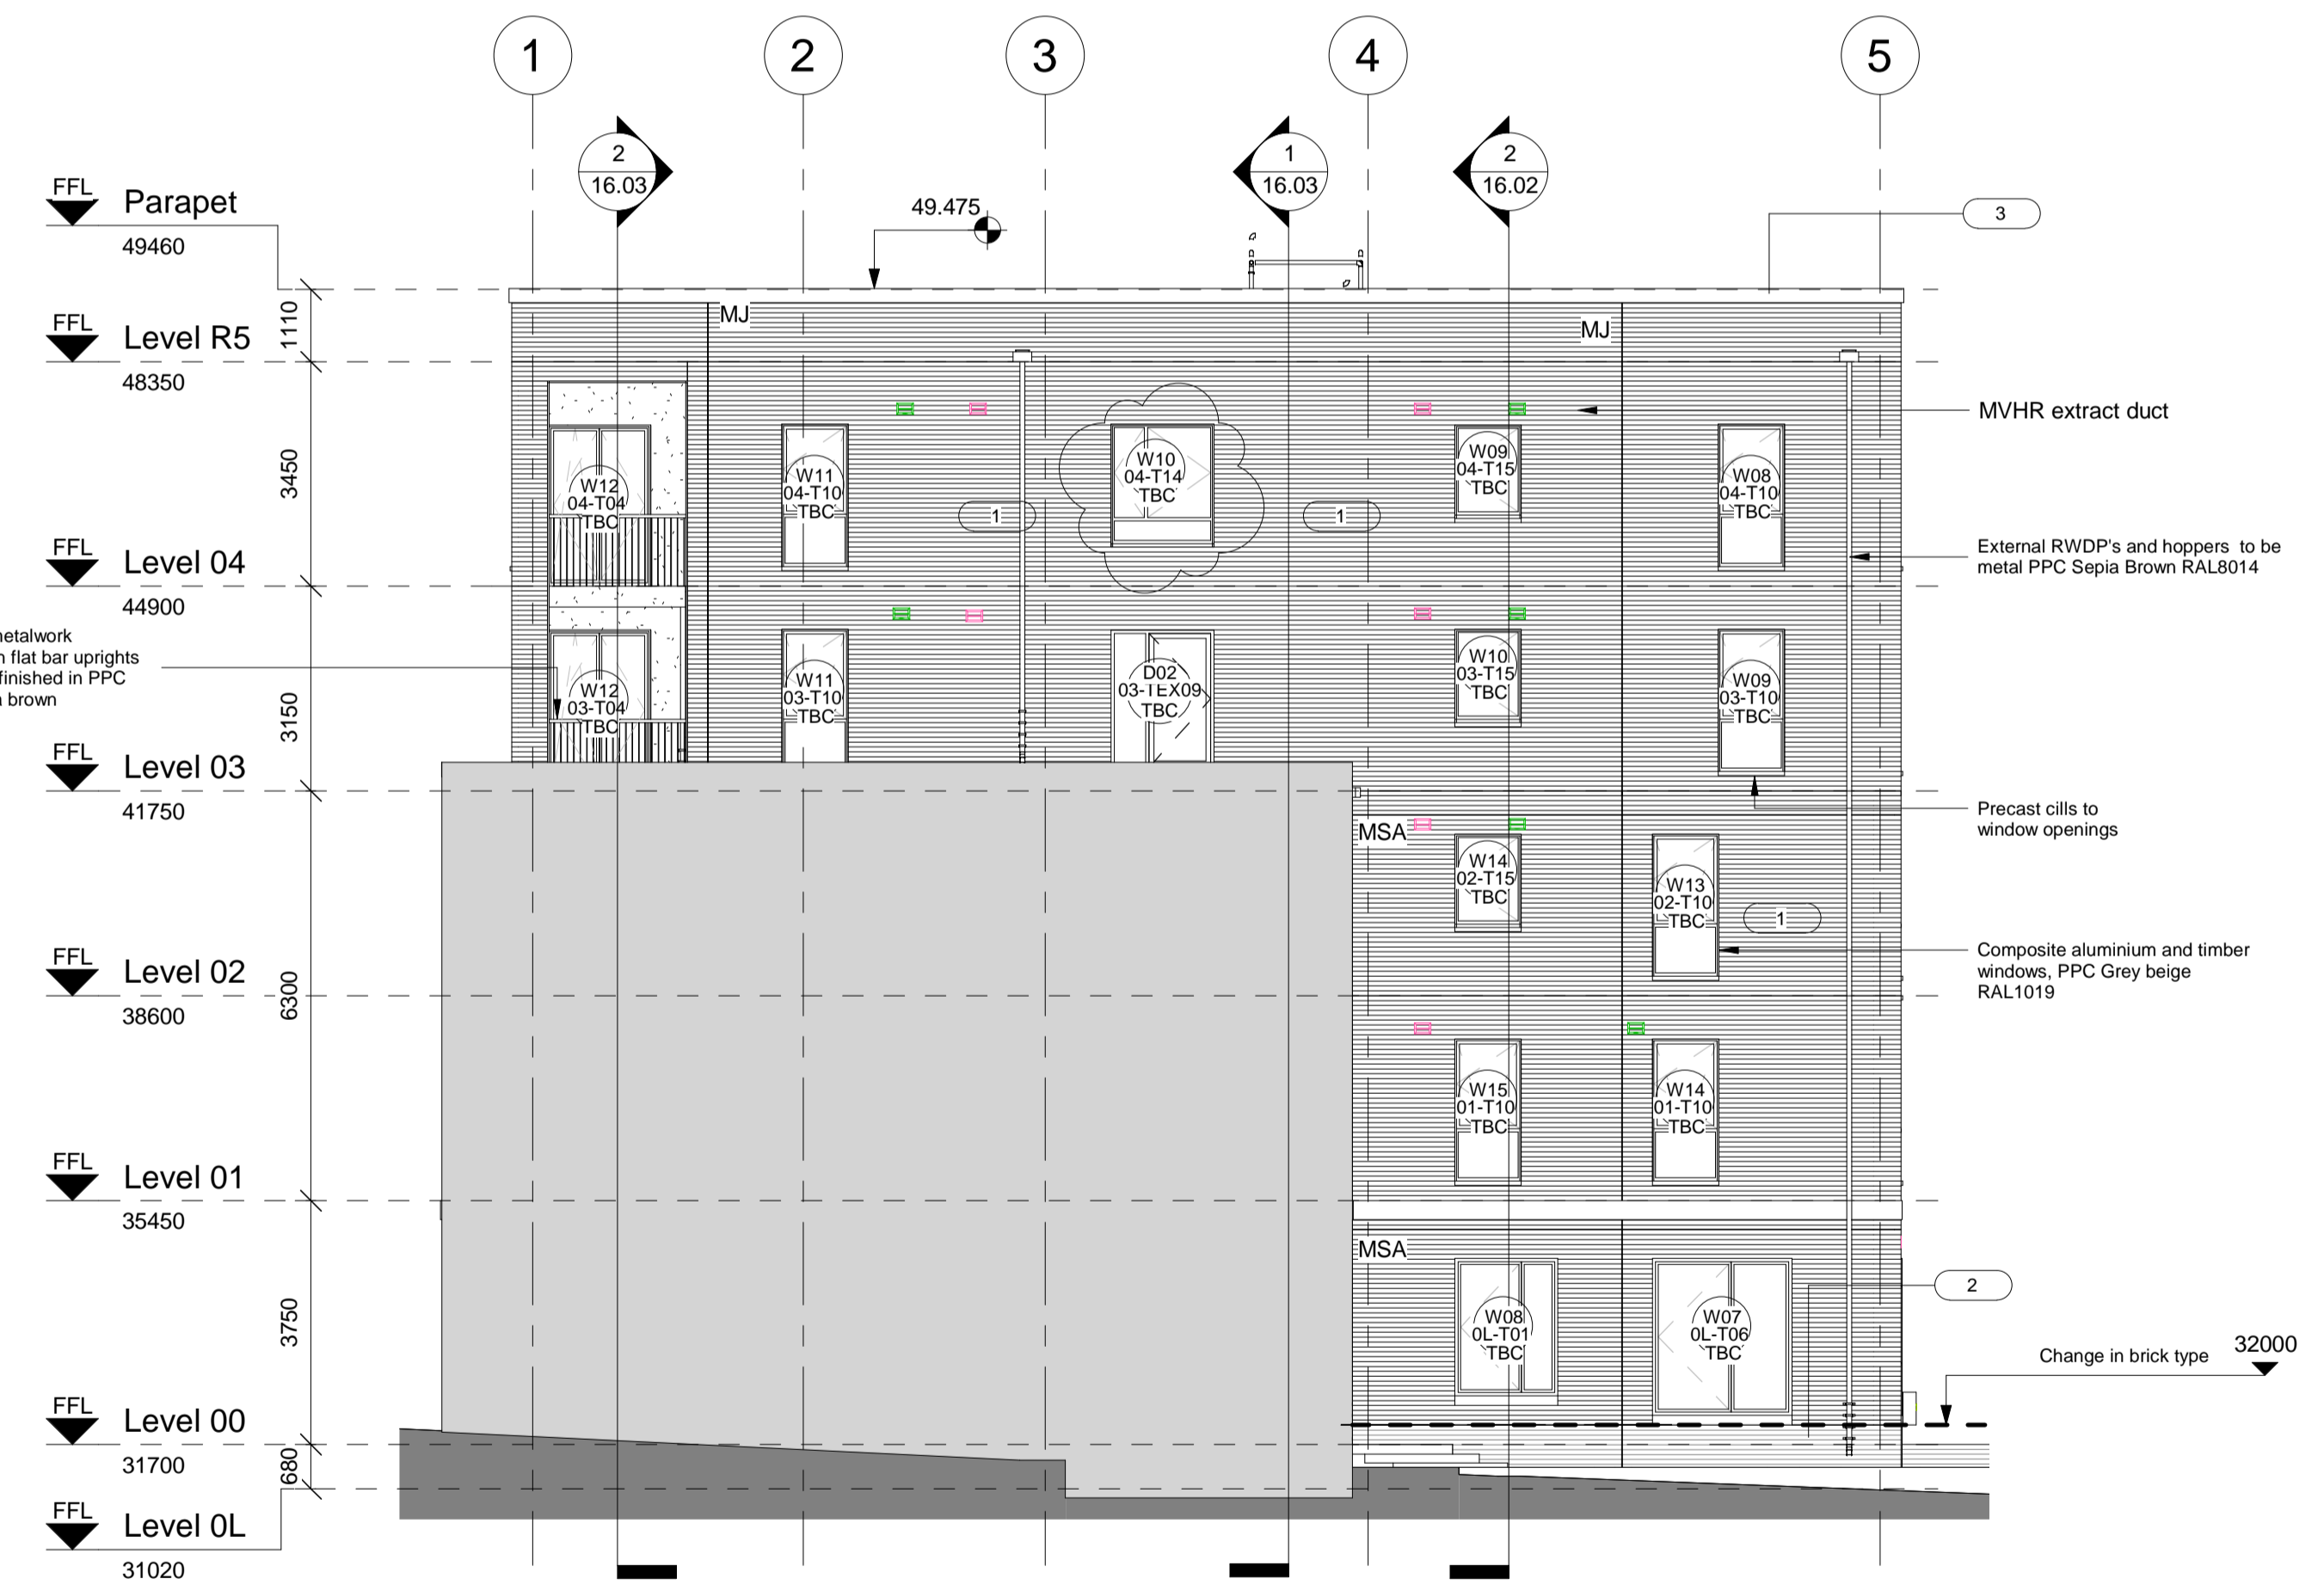 1
2
3
4
5
2
16.03
1
16.03
2
16.02
FFL
Parapet
49460
49.475
3
1110
MJ
MJ
FFL
Level R5
48350
MVHR extract duct
3450
W12
04-T04
TBC
W11
04-T10
TBC
W10
04-T14
TBC
W09
04-T15
TBC
W08
04-T10
TBC
1
1
External RWDP's and hoppers to be
metal PPC Sepia Brown RAL8014
FFL
Level 04
44900
flat bar uprights
finished in PPC
brown
3150
W12
03-T04
TBC
W11
03-T10
TBC
D02
03-TEX09
TBC
W10
03-T15
TBC
W09
03-T10
TBC
FFL
Level 03
41750
Precast cills to
window openings
MSA
W14
02-T15
TBC
W13
02-T10
TBC
1
Composite aluminium and timber
windows, PPC Grey beige
RAL1019
FFL
Level 02
38600
6300
W15
01-T10
TBC
W14
01-T10
TBC
FFL
Level 01
35450
MSA
2
3750
W08
0L-T01
TBC
W07
0L-T06
TBC
Change in brick type
32000
FFL
Level 00
31700
680
FFL
Level 0L
31020